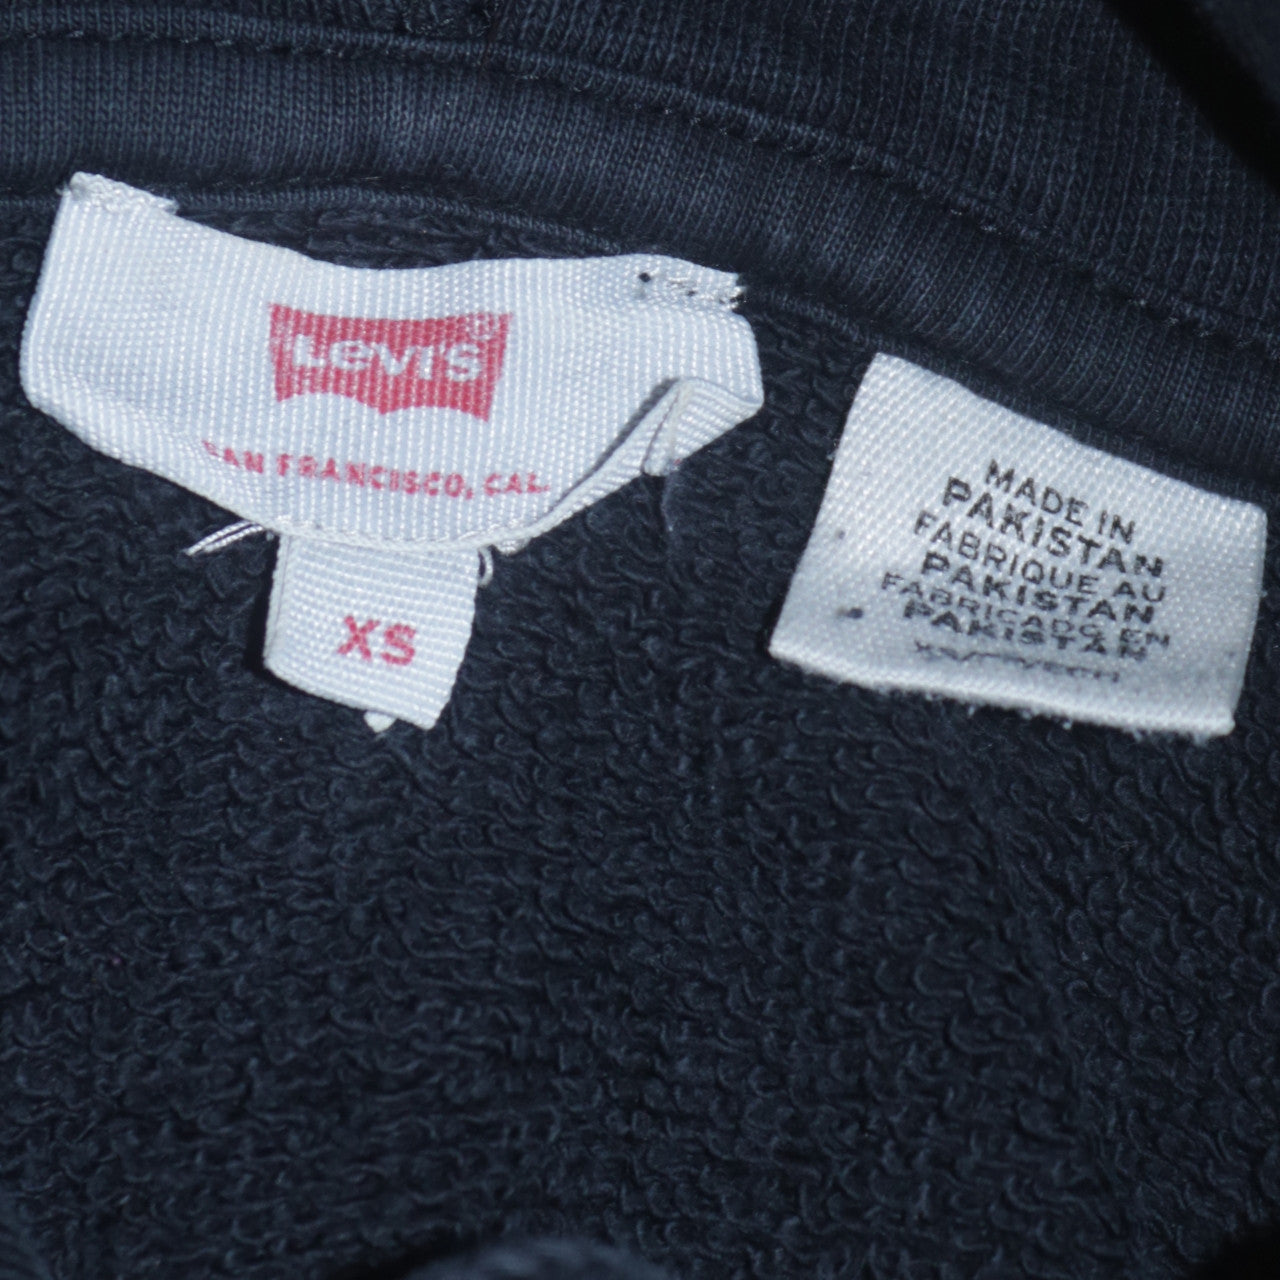 Levi's®
SAN FRANCISCO, CAL.
XS
MADE IN
PAKISTAN
FABRIQUE AU
PAKISTAN
FABRICADO EN
PAKISTAN